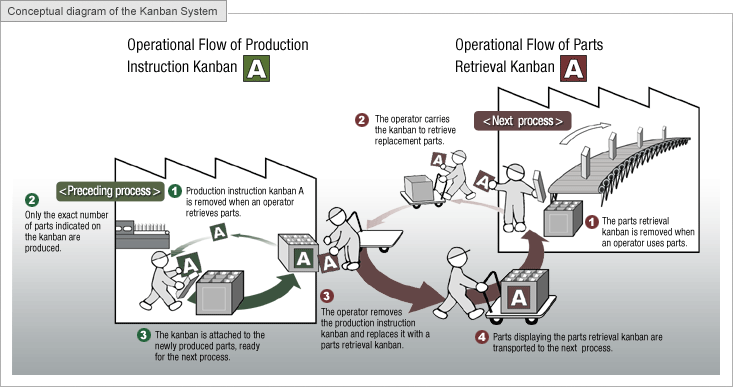 Conceptual diagram of the Kanban System
Operational Flow of Production
Instruction Kanban A
Operational Flow of Parts
Retrieval Kanban A
<Preceding process>
1 Production instruction kanban A
is removed when an operator
retrieves parts.
2
Only the exact number
of parts indicated on
the kanban are
produced.
A
A
A
A
3 The kanban is attached to the
newly produced parts, ready
for the next process.
3
The operator removes
the production instruction
kanban and replaces it with a
parts retrieval kanban.
2 The operator carries
the kanban to retrieve
replacement parts.
<Next process>
A
A
1 The parts retrieval
kanban is removed when
an operator uses parts.
A
4 Parts displaying the parts retrieval kanban are
transported to the next process.